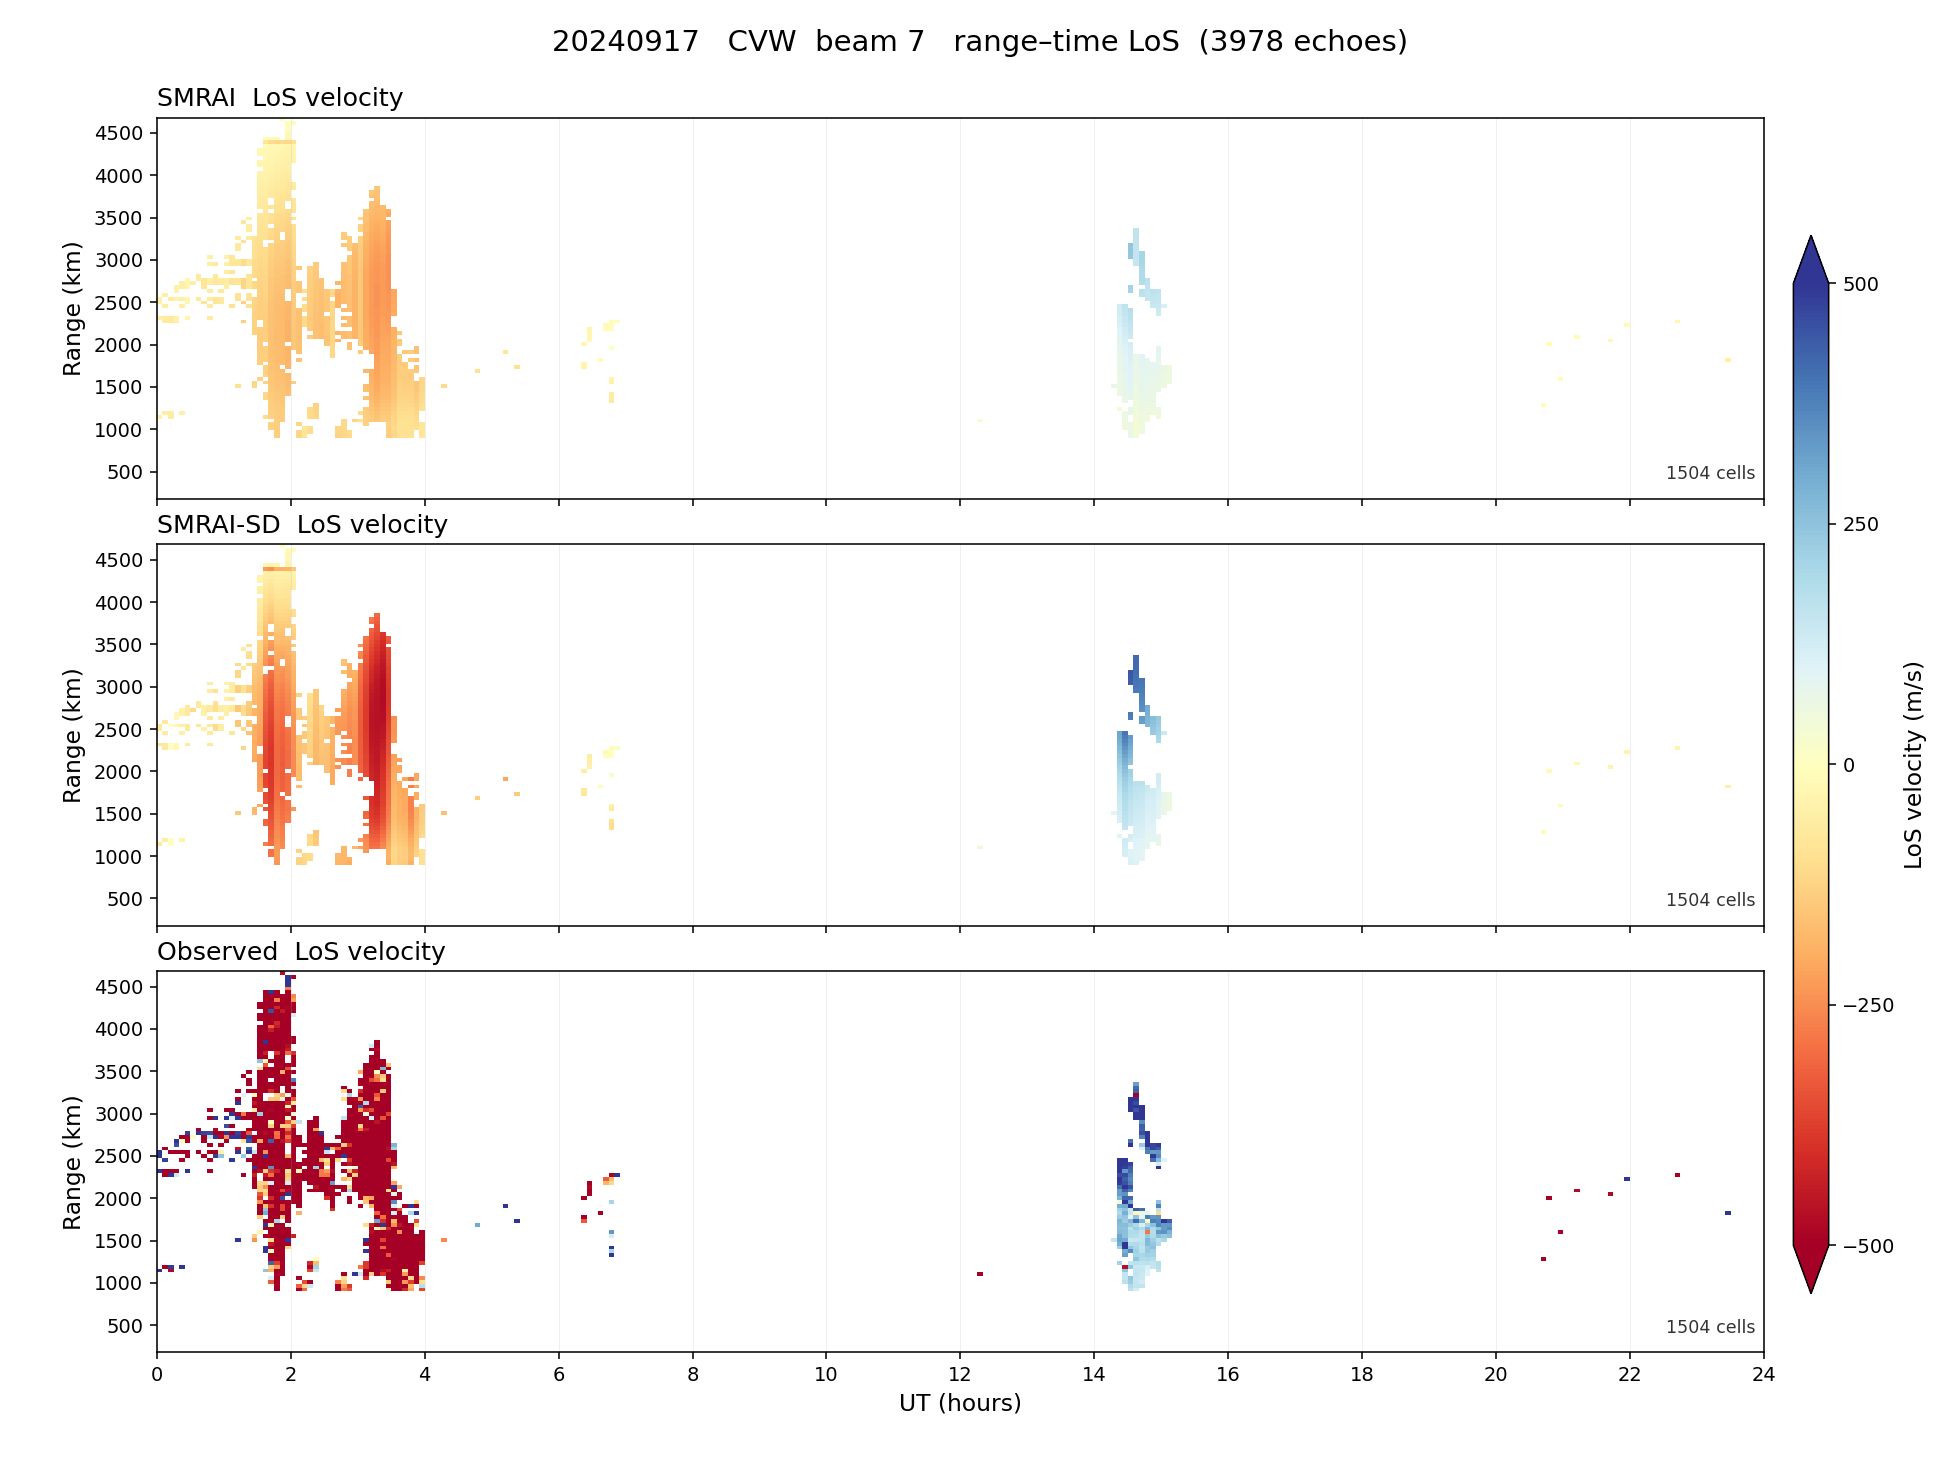 20240917   CVW  beam 7   range–time LoS  (3978 echoes)
SMRAI  LoS velocity
4500
4000
3500
3000
2500
2000
1500
1000
500
Range (km)
1504 cells
SMRAI-SD  LoS velocity
4500
4000
3500
3000
2500
2000
1500
1000
500
Range (km)
1504 cells
Observed  LoS velocity
4500
4000
3500
3000
2500
2000
1500
1000
500
Range (km)
1504 cells
0 2 4 6 8 10 12 14 16 18 20 22 24
UT (hours)
500
250
0
−250
−500
LoS velocity (m/s)